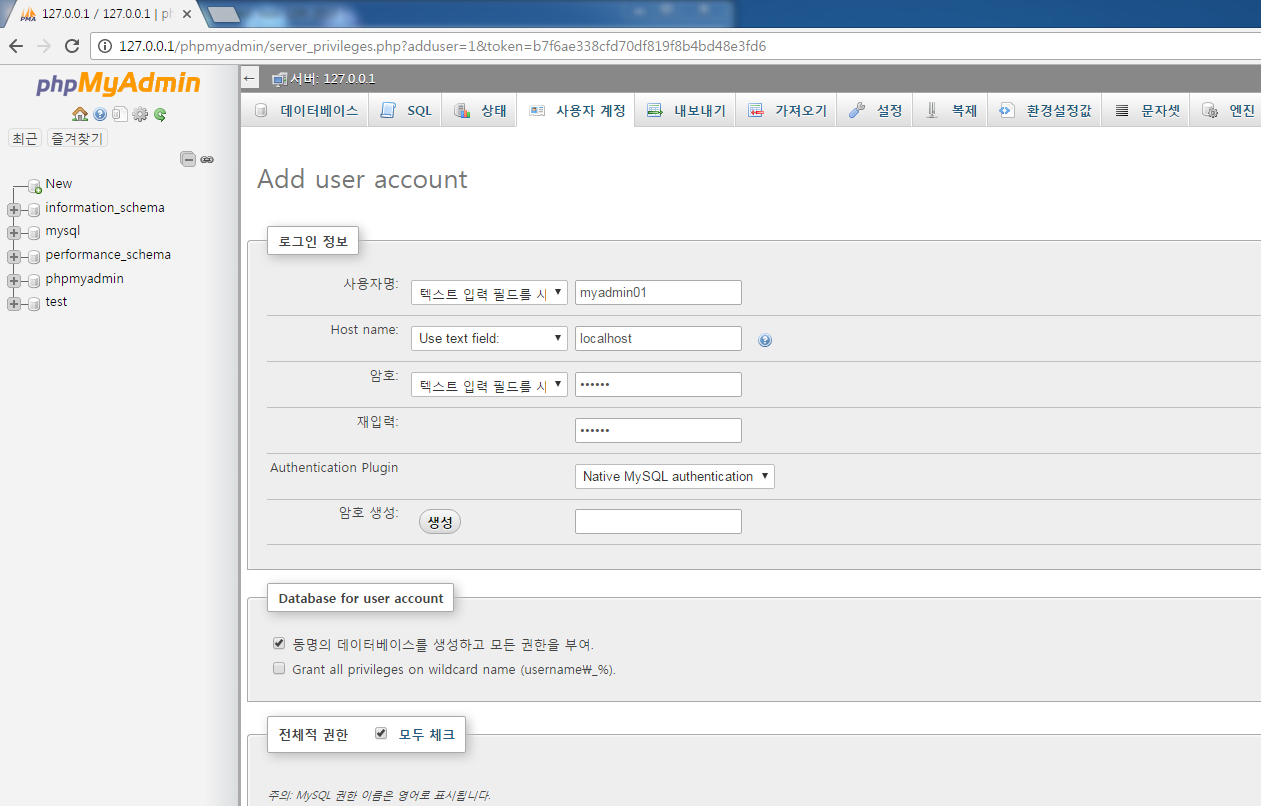 127.0.0.1 / 127.0.0.1 | ph
127.0.0.1/phpmyadmin/server_privileges.php?adduser=1&token=b7f6ae338cfd70df819f8b4bd48e3fd6
phpMyAdmin
최근 즐겨찾기
New
information_schema
mysql
performance_schema
phpmyadmin
test
서버: 127.0.0.1
데이터베이스 SQL 상태 사용자 계정 내보내기 가져오기 설정 복제 환경설정값 문자셋 엔진
Add user account
로그인 정보
사용자명: 텍스트 입력 필드를 시 myadmin01
Host name: Use text field: localhost
암호: 텍스트 입력 필드를 시 ••••••
재입력: ••••••
Authentication Plugin Native MySQL authentication
암호 생성: 생성
Database for user account
동명의 데이터베이스를 생성하고 모든 권한을 부여.
Grant all privileges on wildcard name (username₩_%).
전체적 권한 모두 체크
주의: MySQL 권한 이름은 영어로 표시됩니다.